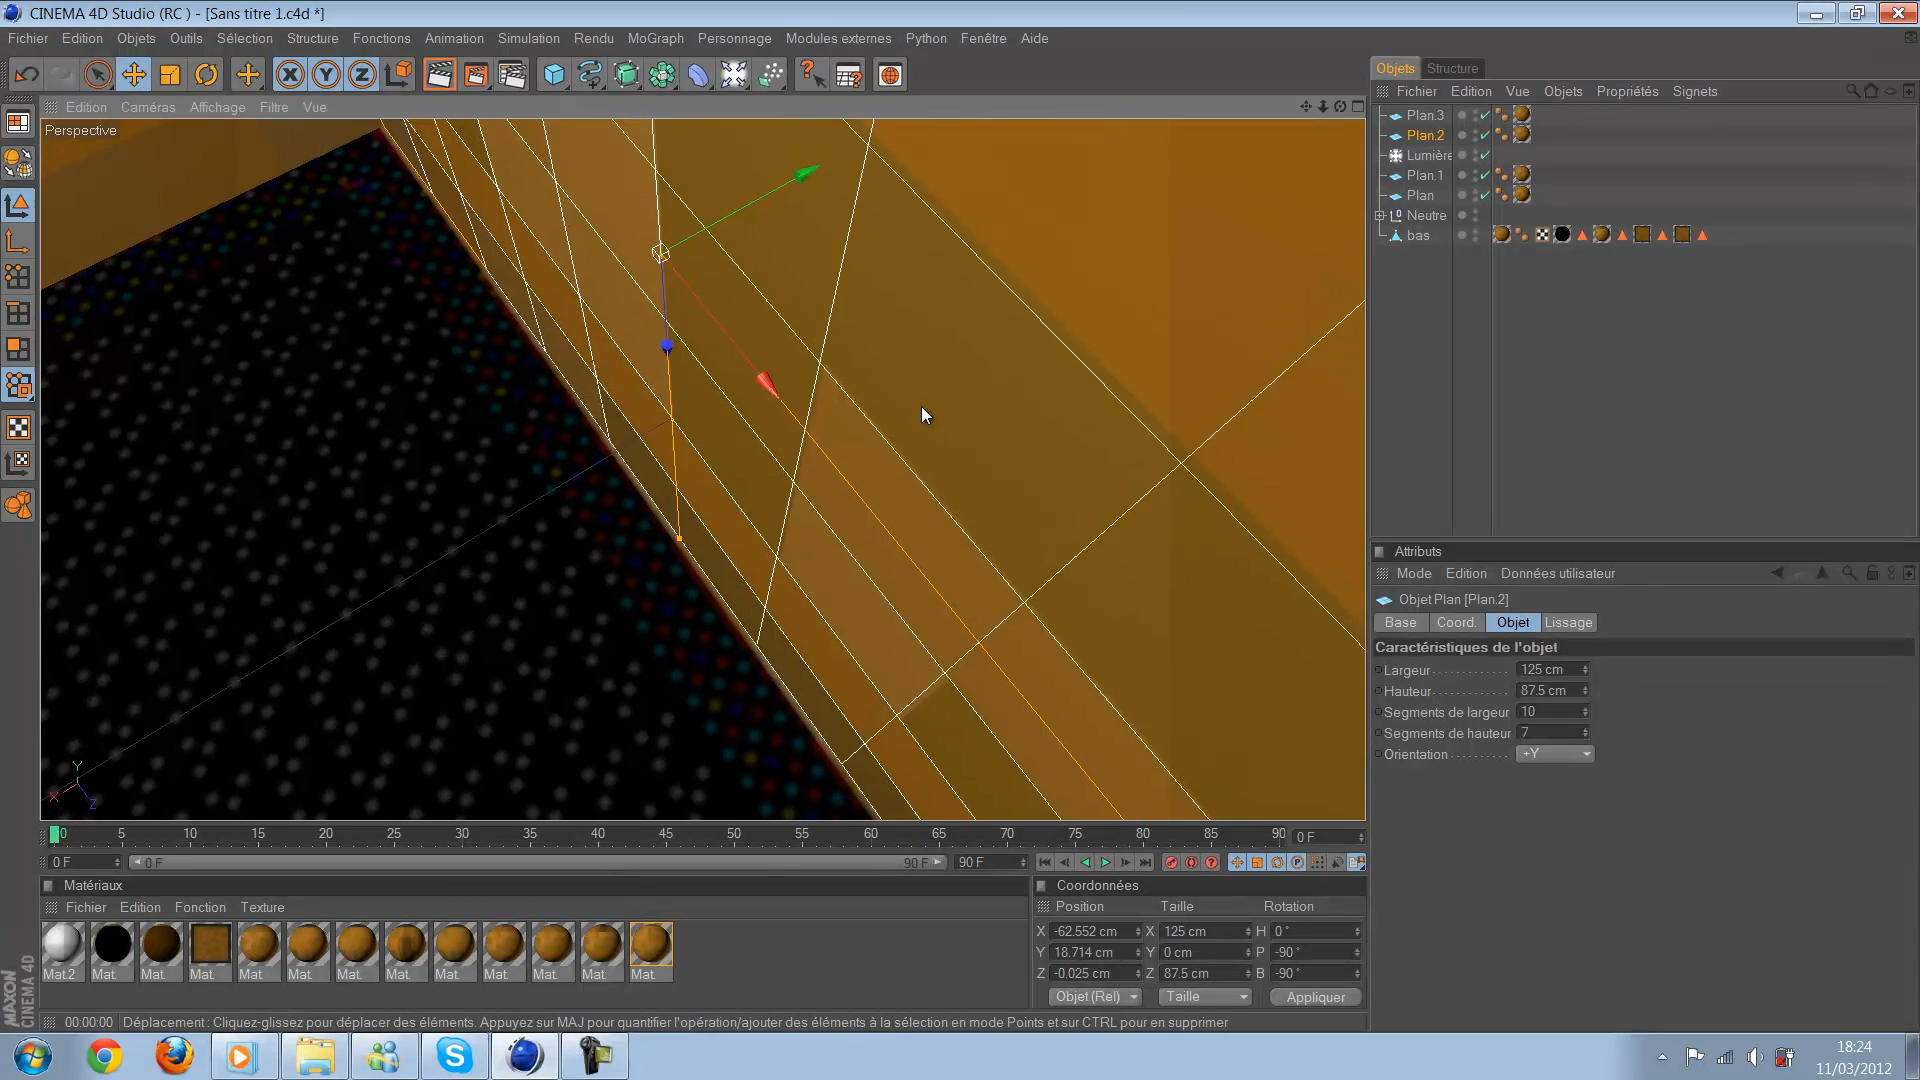 CINEMA 4D Studio (RC ) - [Sans titre 1.c4d *]
Fichier Edition Objets Outils Sélection Structure Fonctions Animation Simulation Rendu MoGraph Personnage Modules externes Python Fenêtre Aide
Edition Caméras Affichage Filtre Vue
Perspective
Objets Structure
Fichier Edition Vue Objets Propriétés Signets
Plan.3
Plan.2
Lumière
Plan.1
Plan
Neutre
bas
Attributs
Mode Edition Données utilisateur
Objet Plan [Plan.2]
Base Coord. Objet Lissage
Caractéristiques de l'objet
Largeur 125 cm
Hauteur 87.5 cm
Segments de largeur 10
Segments de hauteur 7
Orientation +Y
0 5 10 15 20 25 30 35 40 45 50 55 60 65 70 75 80 85 90 0 F
0 F 0 F 90 F 90 F
Matériaux
Fichier Edition Fonction Texture
Mat.2 Mat. Mat. Mat. Mat. Mat. Mat. Mat. Mat. Mat. Mat. Mat. Mat.
Coordonnées
Position Taille Rotation
X -62.552 cm X 125 cm H 0 °
Y 18.714 cm Y 0 cm P -90 °
Z -0.025 cm Z 87.5 cm B -90 °
Objet (Rel) Taille Appliquer
MAXON CINEMA 4D
00:00:00 Déplacement : Cliquez-glissez pour déplacer des éléments. Appuyez sur MAJ pour quantifier l'opération/ajouter des éléments à la sélection en mode Points et sur CTRL pour en supprimer
18:24
11/03/2012